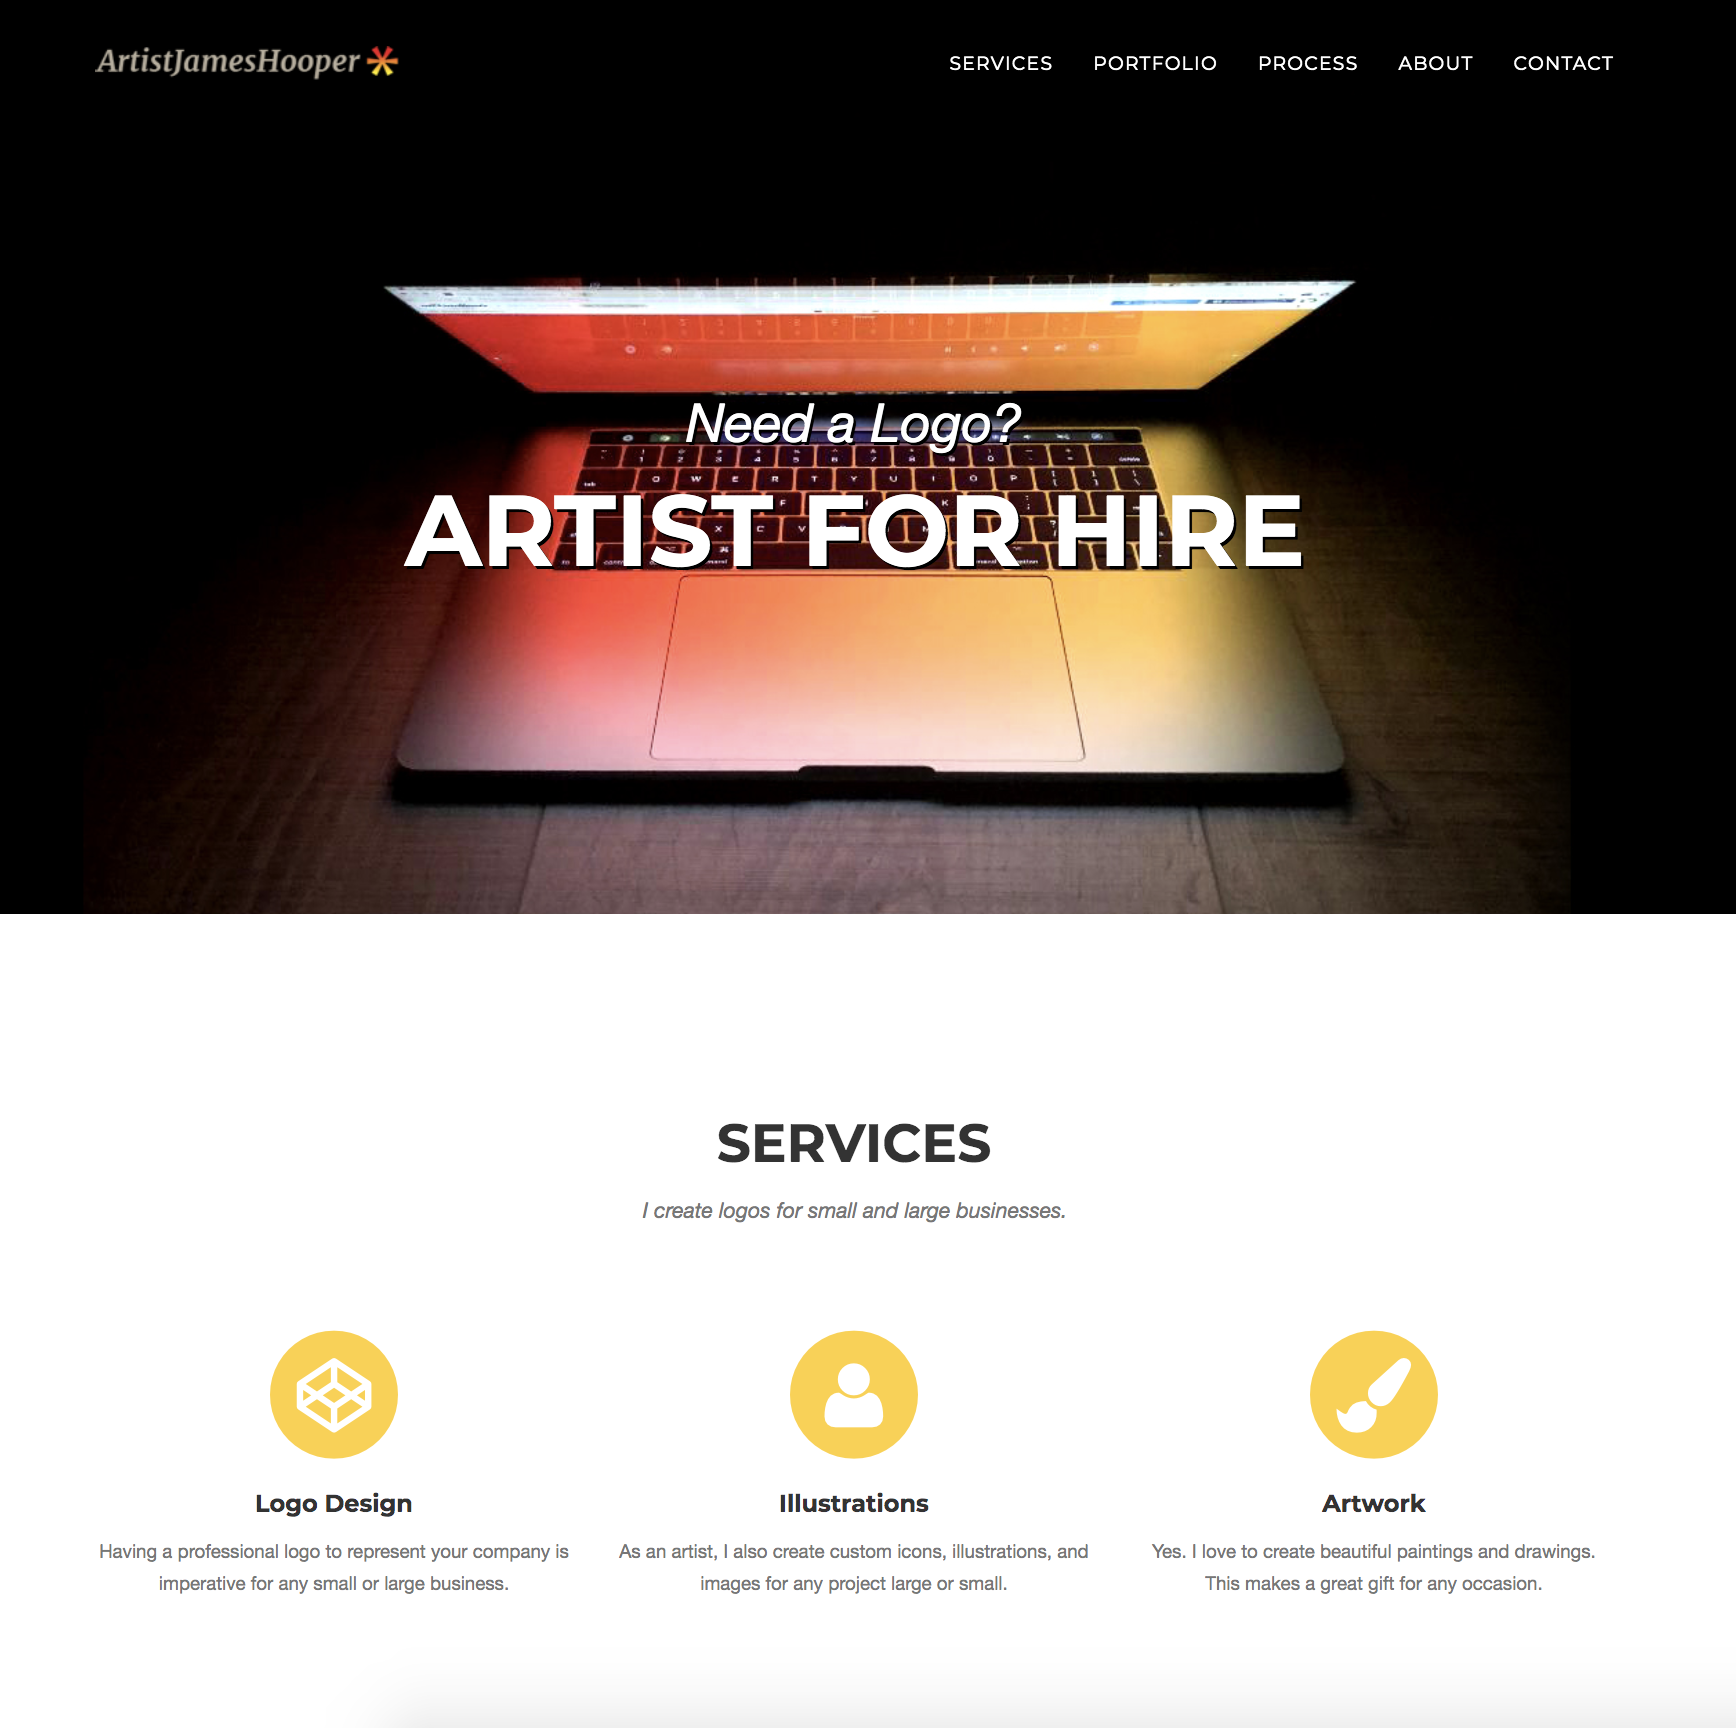 ArtistJamesHooper
SERVICES PORTFOLIO PROCESS ABOUT CONTACT
Need a Logo?
ARTIST FOR HIRE
SERVICES
I create logos for small and large businesses.
Logo Design
Having a professional logo to represent your company is
imperative for any small or large business.
Illustrations
As an artist, I also create custom icons, illustrations, and
images for any project large or small.
Artwork
Yes. I love to create beautiful paintings and drawings.
This makes a great gift for any occasion.